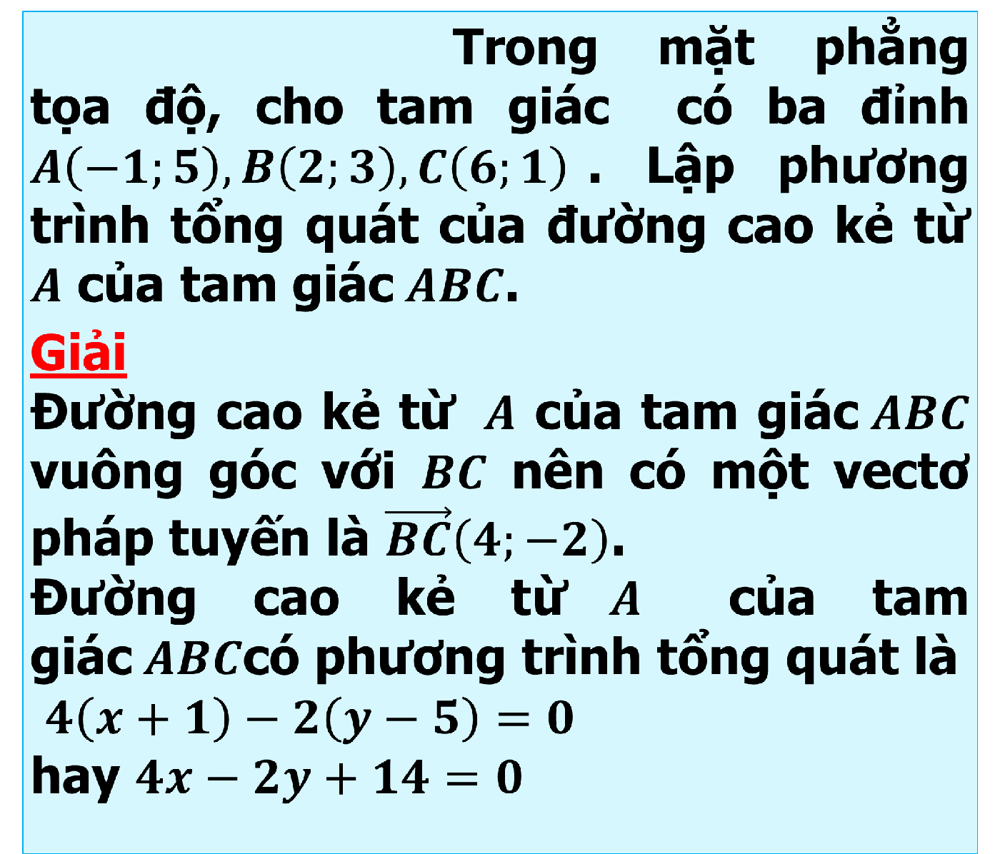 Trong mặt phẳng
tọa độ, cho tam giác có ba đỉnh
A(−1; 5), B(2; 3), C(6; 1) . Lập phương
trình tổng quát của đường cao kẻ từ
A của tam giác ABC.
Giải
Đường cao kẻ từ A của tam giác ABC
vuông góc với BC nên có một vectơ
pháp tuyến là \overrightarrow{BC}(4; −2).
Đường cao kẻ từ A của tam
giác ABCcó phương trình tổng quát là
4(x + 1) − 2(y − 5) = 0
hay 4x − 2y + 14 = 0